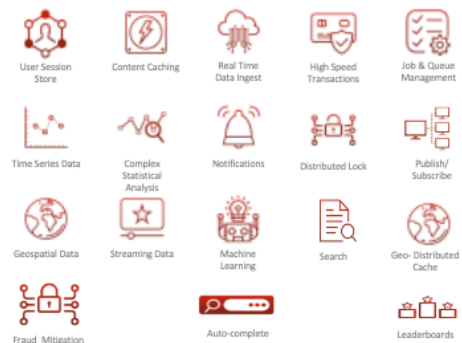 User Session
Store
Content Caching
Real Time
Data Ingest
High Speed
Transactions
Job & Queue
Management
Time Series Data
Complex
Statistical
Analysis
Notifications
Distributed Lock
Publish/
Subscribe
Geospatial Data
Streaming Data
Machine
Learning
Search
Geo- Distributed
Cache
Fraud Mitigation
Auto-complete
Leaderboards